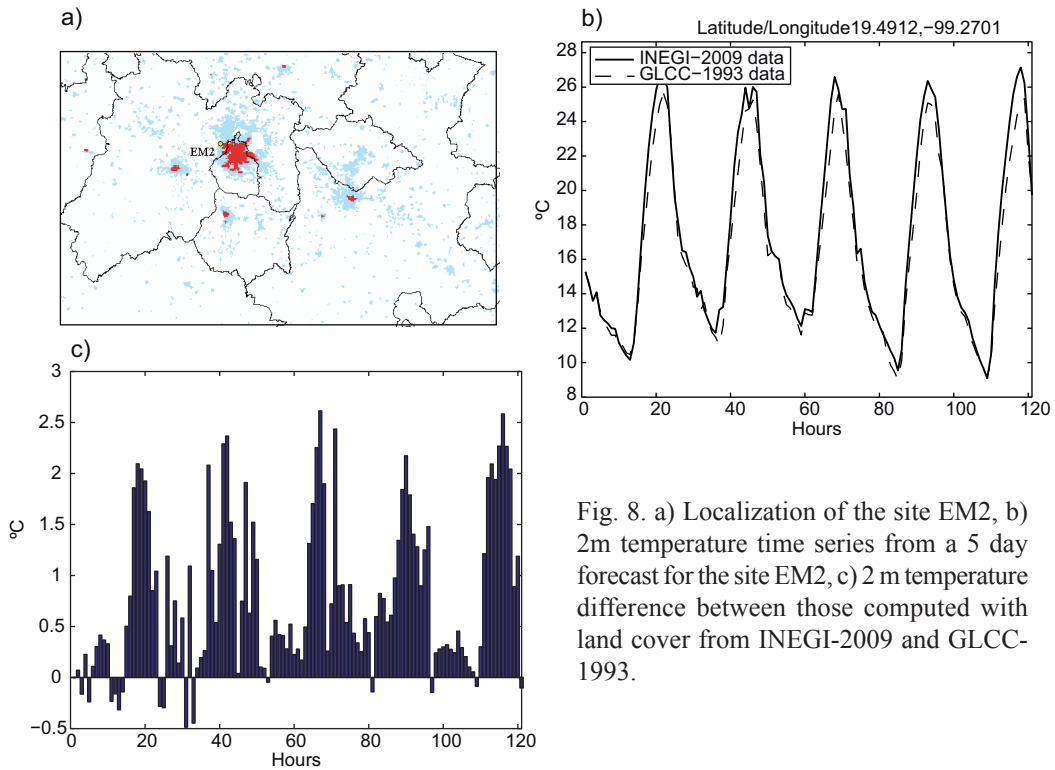 a)
EM2
b)
Latitude/Longitude19.4912,−99.2701
28
26
24
22
20
18
16
14
12
10
8
ºC
INEGI−2009 data
GLCC−1993 data
0
20
40
60
80
100
120
Hours
c)
3
2.5
2
1.5
1
0.5
0
−0.5
ºC
0
20
40
60
80
100
120
Hours
Fig. 8. a) Localization of the site EM2, b)
2m temperature time series from a 5 day
forecast for the site EM2, c) 2 m temperature
difference between those computed with
land cover from INEGI-2009 and GLCC-
1993.